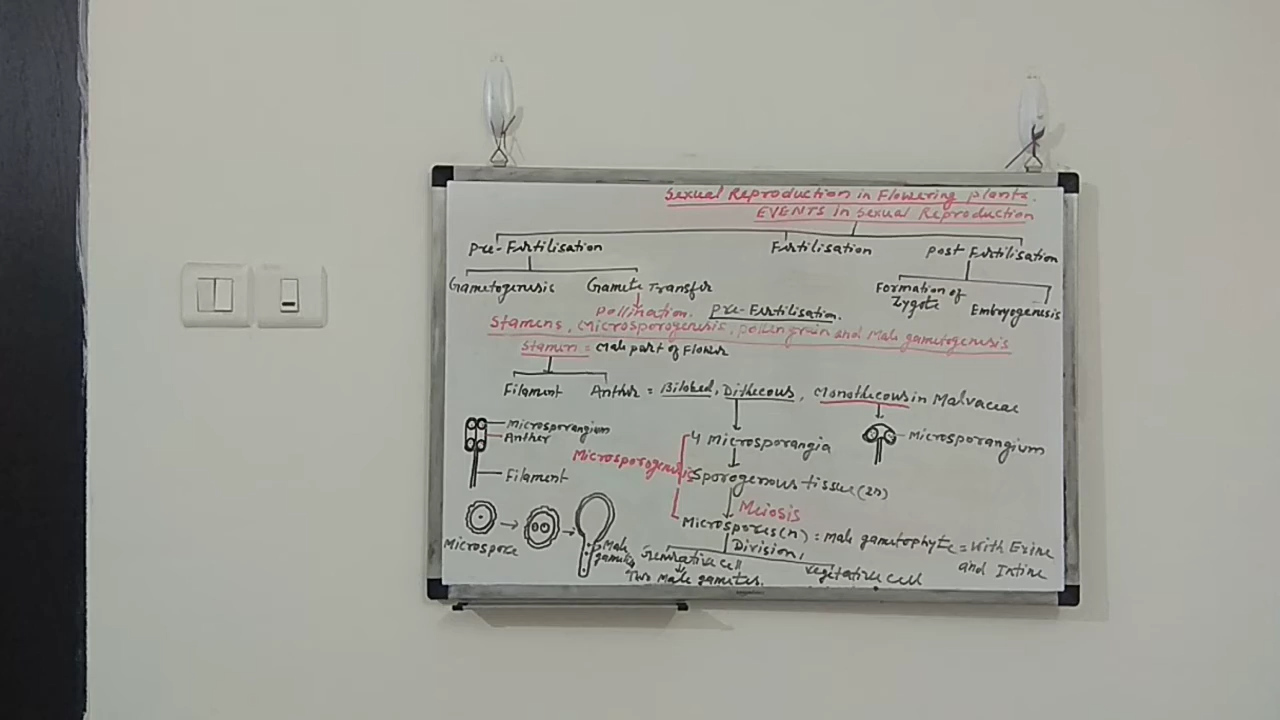 Sexual Reproduction in Flowering plants.
EVENTS in Sexual Reproduction
Pre-Fertilisation Fertilisation Post Fertilisation
Gametogenesis Gamete Transfer Formation of Zygote Embryogenesis
Pollination. Pre-Fertilisation.
Stamens, Microsporogenesis, pollen grain and Male gametogenesis
Stamen = Male part of Flower
Filament Anther = Bilobed, Dithecous, Monothecous in Malvaceae
Microsporangium
Anther
Filament
4 Microsporangia
Microsporangium
Microsporogenesis
Sporogenous tissue (2n)
Meiosis
Microspores (n) = Male gametophyte = With Exine and Intine
Division,
Microspore
Male gametes
Generative cell Vegetative cell
Two Male gametes.